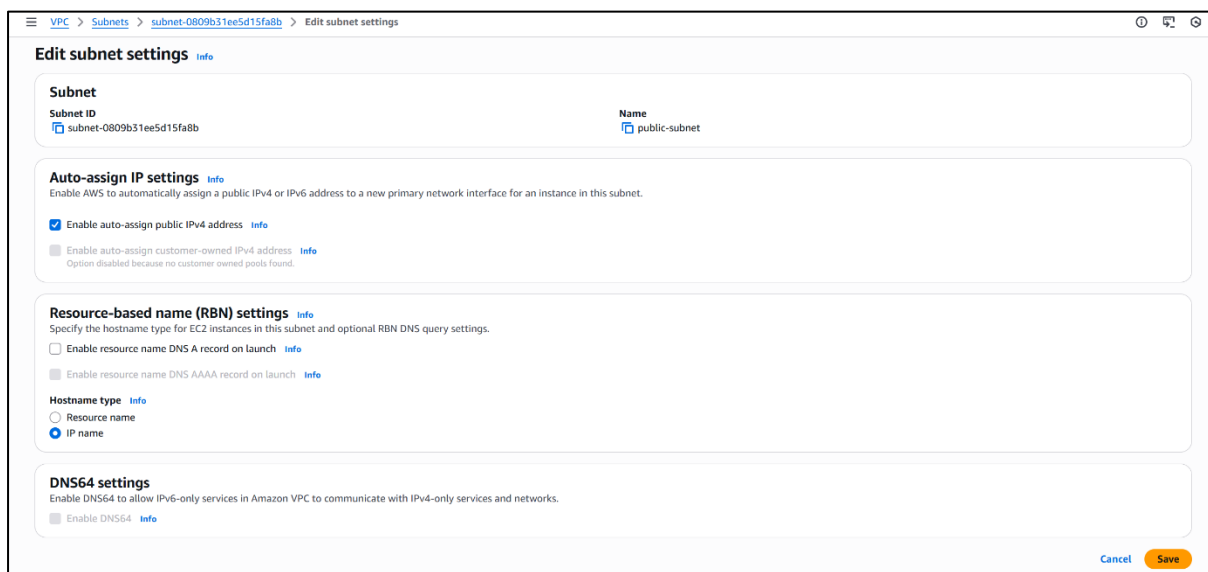 VPC > Subnets > subnet-0809b31ee5d15fa8b > Edit subnet settings
Edit subnet settings Info
Subnet
Subnet ID
subnet-0809b31ee5d15fa8b
Name
public-subnet
Auto-assign IP settings Info
Enable AWS to automatically assign a public IPv4 or IPv6 address to a new primary network interface for an instance in this subnet.
Enable auto-assign public IPv4 address Info
Enable auto-assign customer-owned IPv4 address Info
Option disabled because no customer owned pools found.
Resource-based name (RBN) settings Info
Specify the hostname type for EC2 instances in this subnet and optional RBN DNS query settings.
Enable resource name DNS A record on launch Info
Enable resource name DNS AAAA record on launch Info
Hostname type Info
Resource name
IP name
DNS64 settings
Enable DNS64 to allow IPv6-only services in Amazon VPC to communicate with IPv4-only services and networks.
Enable DNS64 Info
Cancel Save